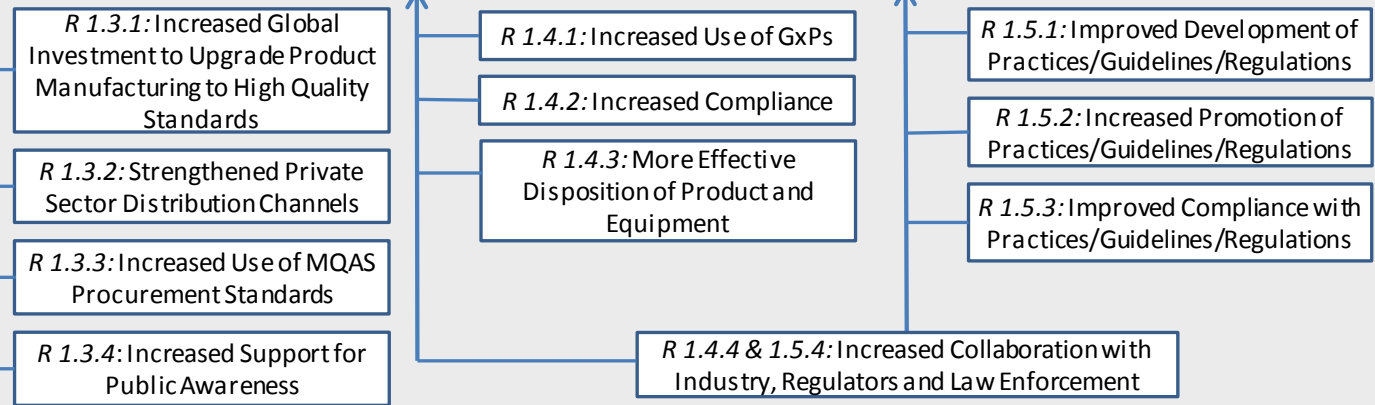 R 1.3.1: Increased Global
Investment to Upgrade Product
Manufacturing to High Quality
Standards
R 1.3.2: Strengthened Private
Sector Distribution Channels
R 1.3.3: Increased Use of MQAS
Procurement Standards
R 1.3.4: Increased Support for
Public Awareness
R 1.4.1: Increased Use of GxPs
R 1.4.2: Increased Compliance
R 1.4.3: More Effective
Disposition of Product and
Equipment
R 1.5.1: Improved Development of
Practices/Guidelines/Regulations
R 1.5.2: Increased Promotion of
Practices/Guidelines/Regulations
R 1.5.3: Improved Compliance with
Practices/Guidelines/Regulations
R 1.4.4 & 1.5.4: Increased Collaboration with
Industry, Regulators and Law Enforcement